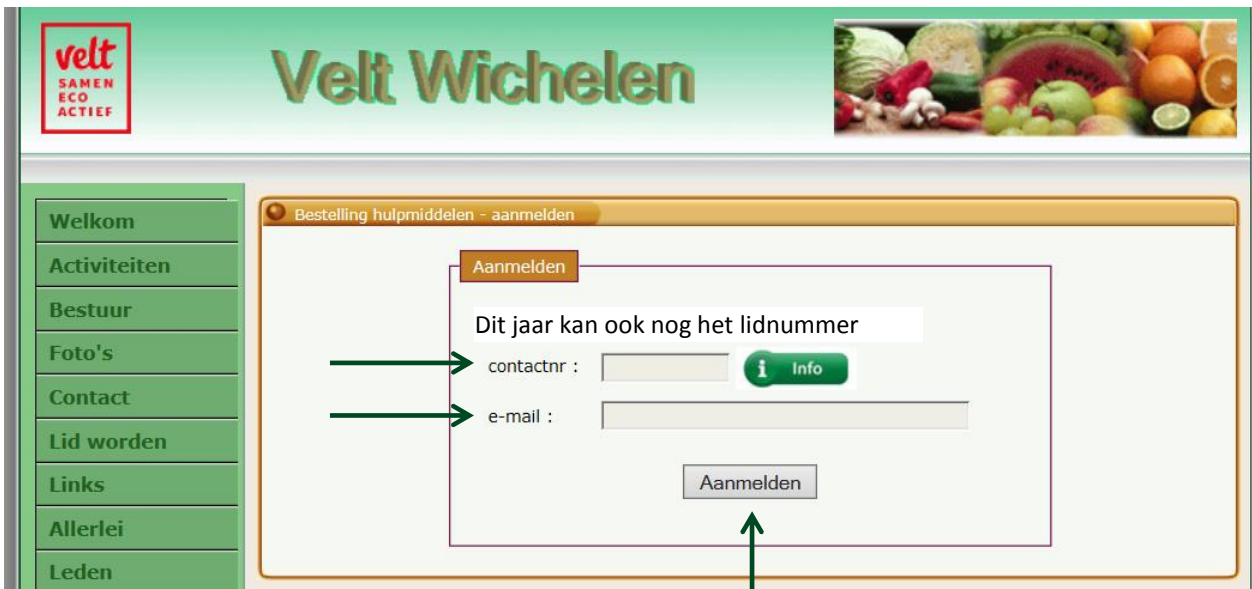 velt
SAMEN
ECO
ACTIEF
Velt Wichelen
Welkom
Activiteiten
Bestuur
Foto's
Contact
Lid worden
Links
Allerlei
Leden
Bestelling hulpmiddelen - aanmelden
Aanmelden
Dit jaar kan ook nog het lidnummer
contactnr :
i Info
e-mail :
Aanmelden